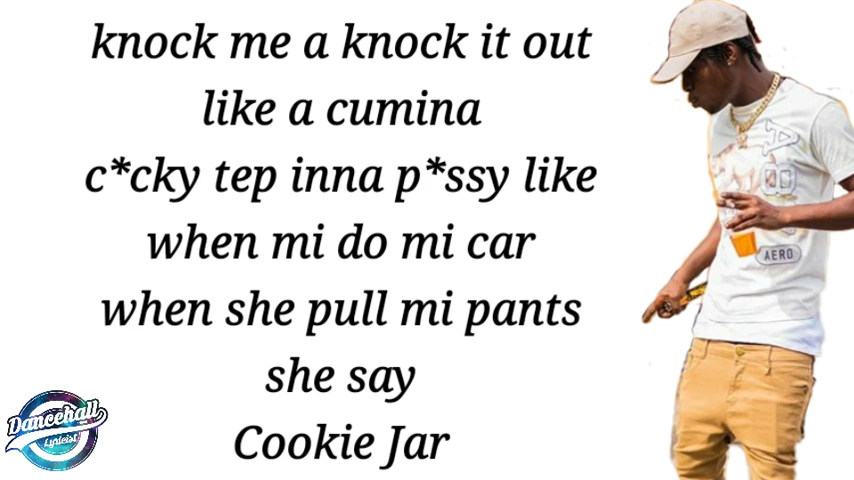 knock me a knock it out
like a cumina
c*cky tep inna p*ssy like
when mi do mi car
when she pull mi pants
she say
Cookie Jar
Dancehall
Lyricist
AERO